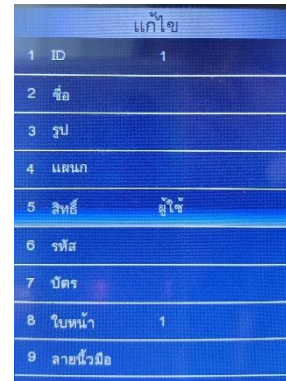 แก้ไข
1 ID 1
2 ชื่อ
3 รูป
4 แผนก
5 สิทธิ์ ผู้ใช้
6 รหัส
7 บัตร
8 ใบหน้า 1
9 ลายนิ้วมือ